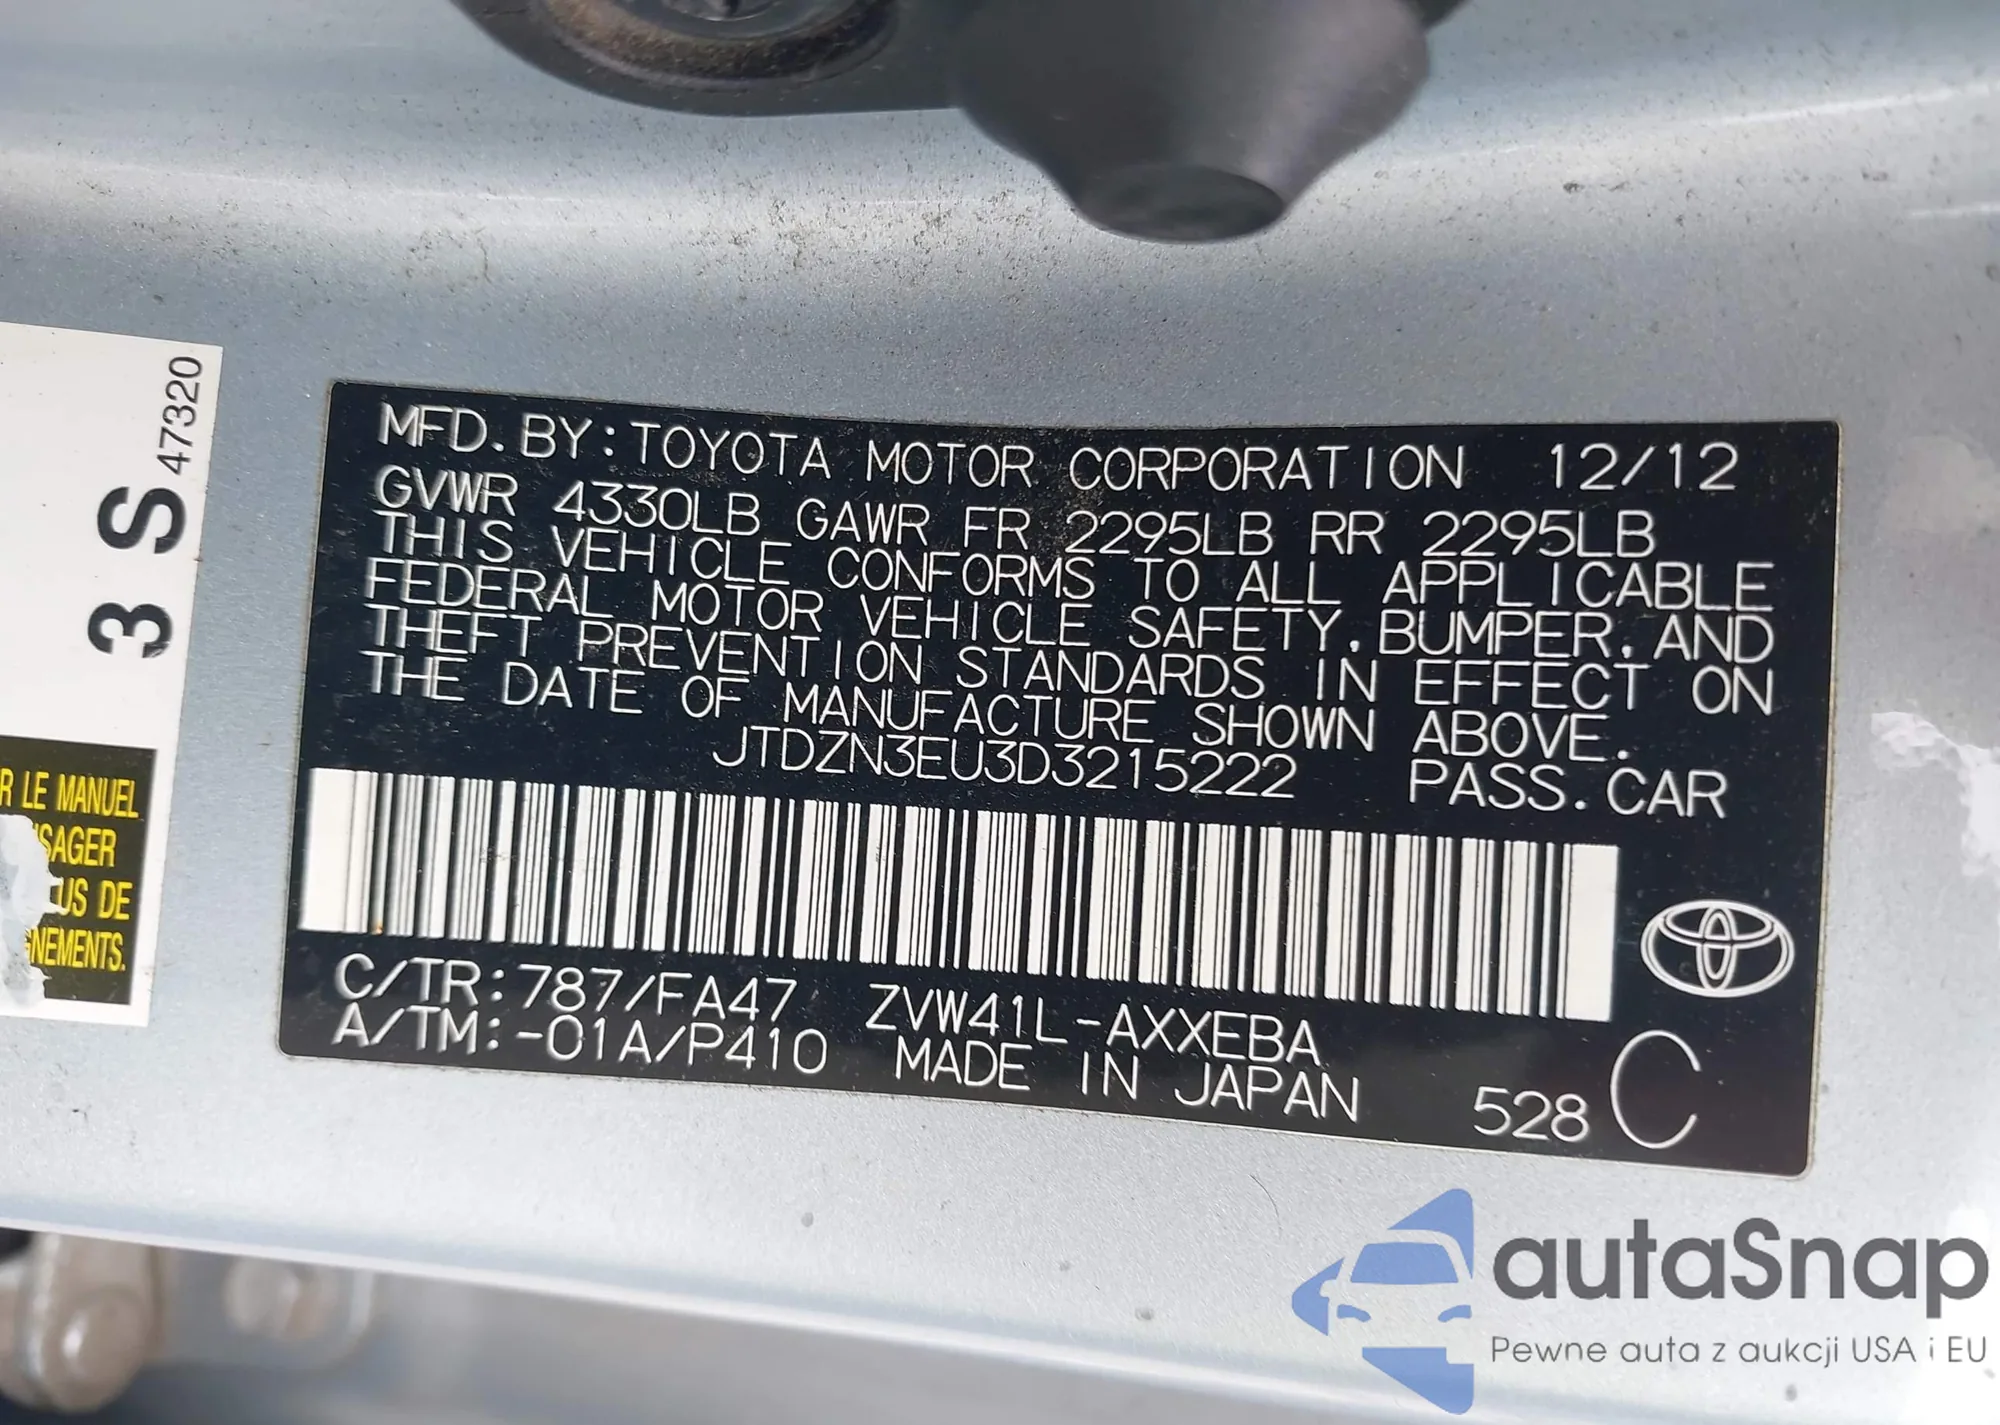 MFD. BY: TOYOTA MOTOR CORPORATION 12/12
GVWR 4330LB GAWR FR 2295LB RR 2295LB
THIS VEHICLE CONFORMS TO ALL APPLICABLE
FEDERAL MOTOR VEHICLE SAFETY, BUMPER, AND
THEFT PREVENTION STANDARDS IN EFFECT ON
THE DATE OF MANUFACTURE SHOWN ABOVE.
JTDZN3EU3D3215222 PASS. CAR
C/TR: 787/FA47 ZVW41L-AXXEBA
A/TM: -01A/P410 MADE IN JAPAN 528 C
3 S 47320
LE MANUEL
DE
autaSnap
Pewne auta z aukcji USA i EU